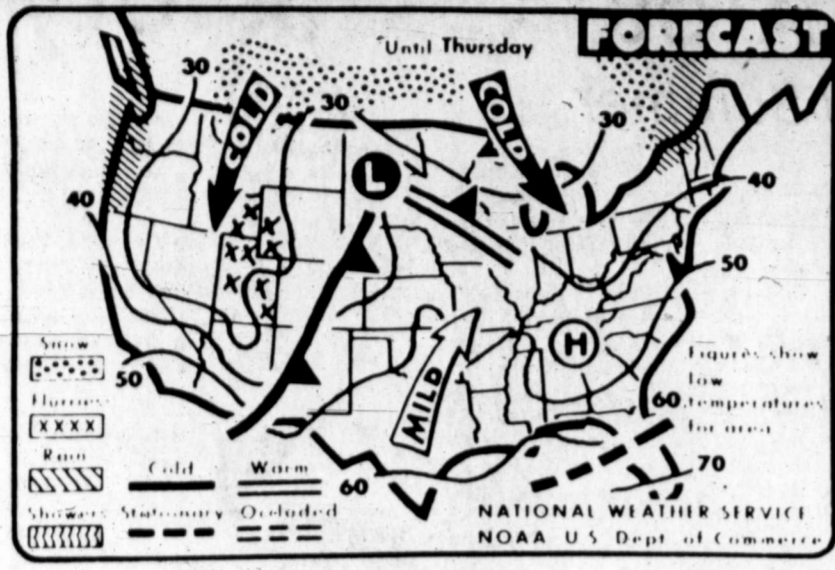 FORECAST
Until Thursday
30
COLD
30
COLD
30
40
L
40
50
H
Snow
50
MILD
Figures show
low
60 temperatures
for area
Flurries
XXXX
Rain
Cold
Warm
60
70
Showers Stationary Occluded
NATIONAL WEATHER SERVICE
NOAA U S Dept. of Commerce